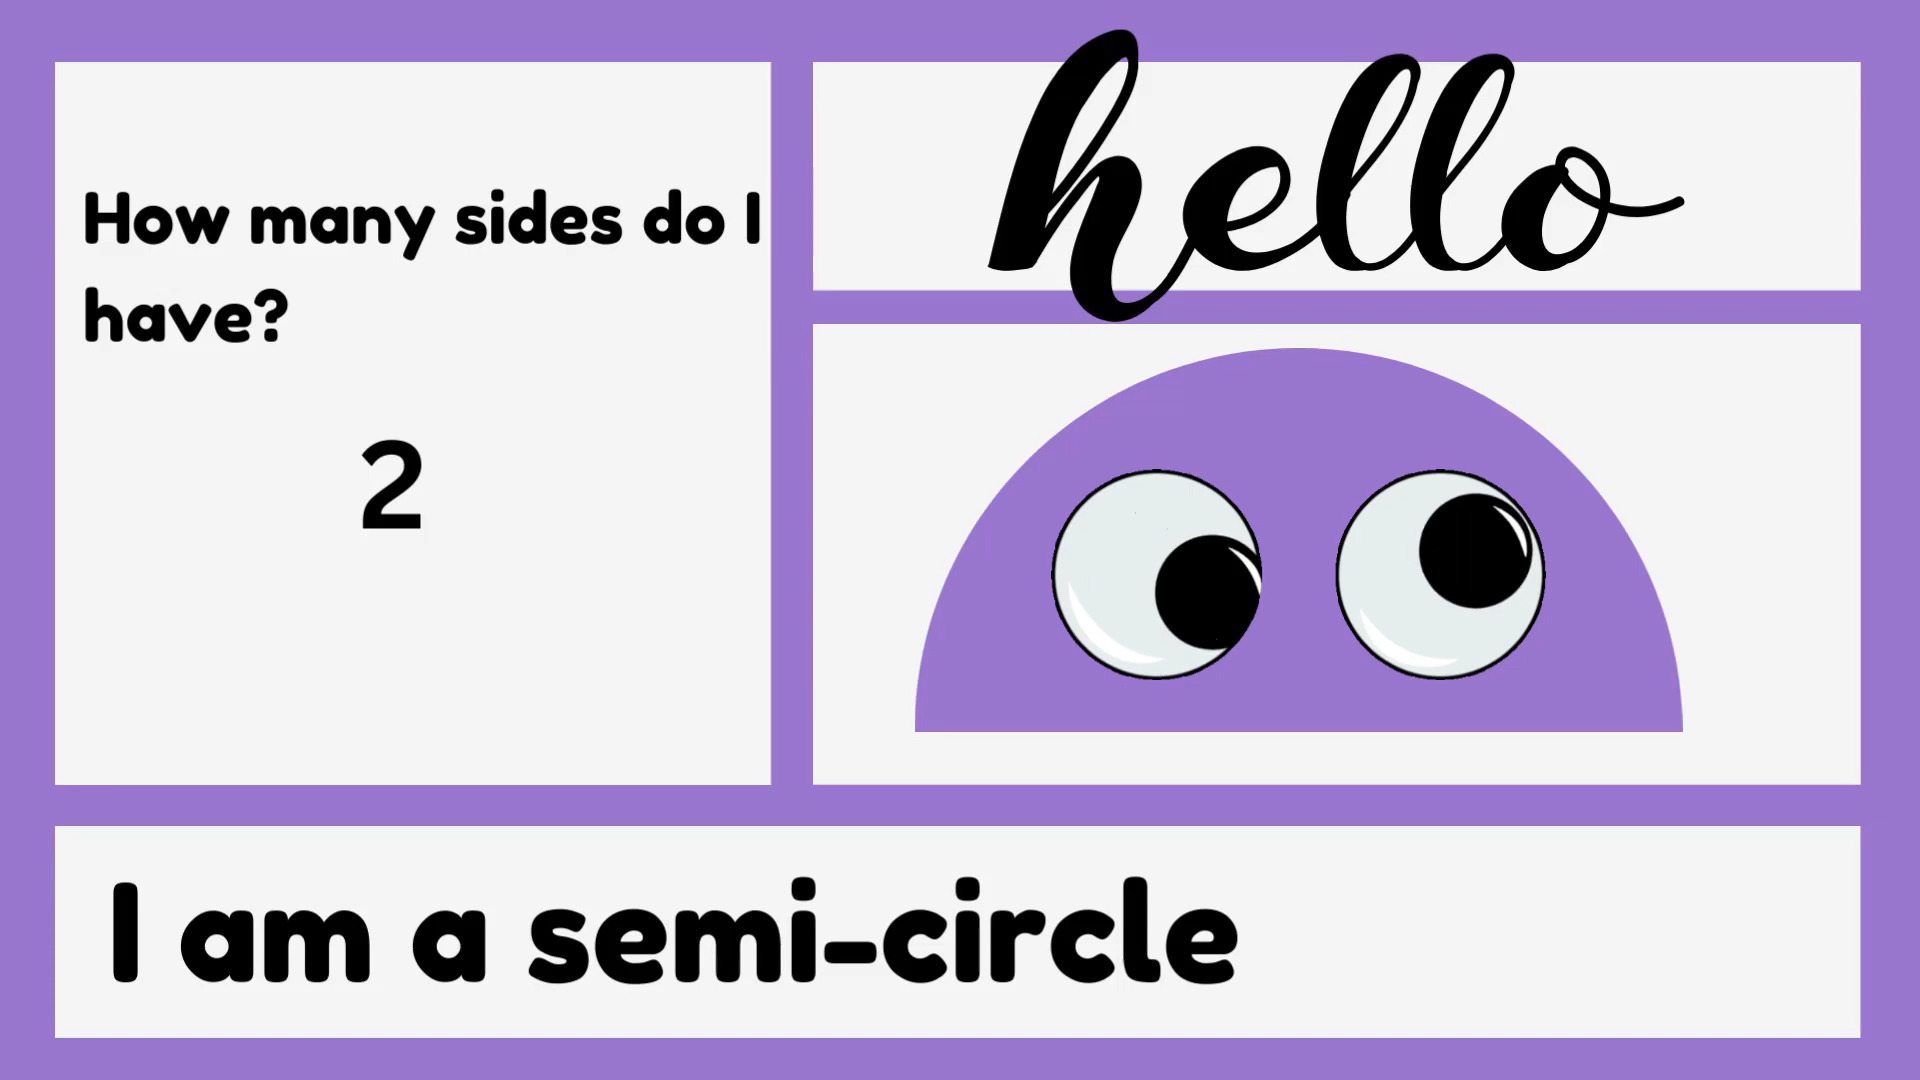 How many sides do I
have?
2
hello
I am a semi-circle